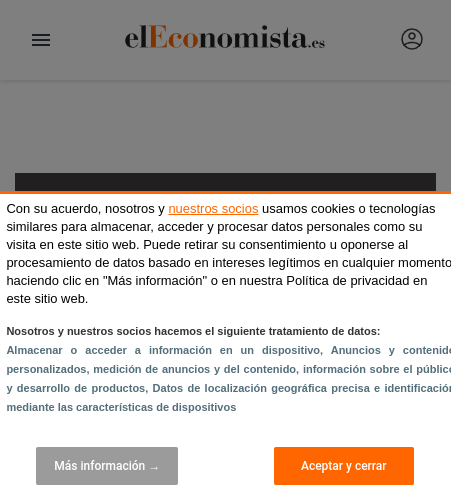 elEconomista.es
Con su acuerdo, nosotros y nuestros socios usamos cookies o tecnologías
similares para almacenar, acceder y procesar datos personales como su
visita en este sitio web. Puede retirar su consentimiento u oponerse al
procesamiento de datos basado en intereses legítimos en cualquier momento
haciendo clic en "Más información" o en nuestra Política de privacidad en
este sitio web.
Nosotros y nuestros socios hacemos el siguiente tratamiento de datos:
Almacenar o acceder a información en un dispositivo, Anuncios y contenido
personalizados, medición de anuncios y del contenido, información sobre el público
y desarrollo de productos, Datos de localización geográfica precisa e identificación
mediante las características de dispositivos
Más información →
Aceptar y cerrar